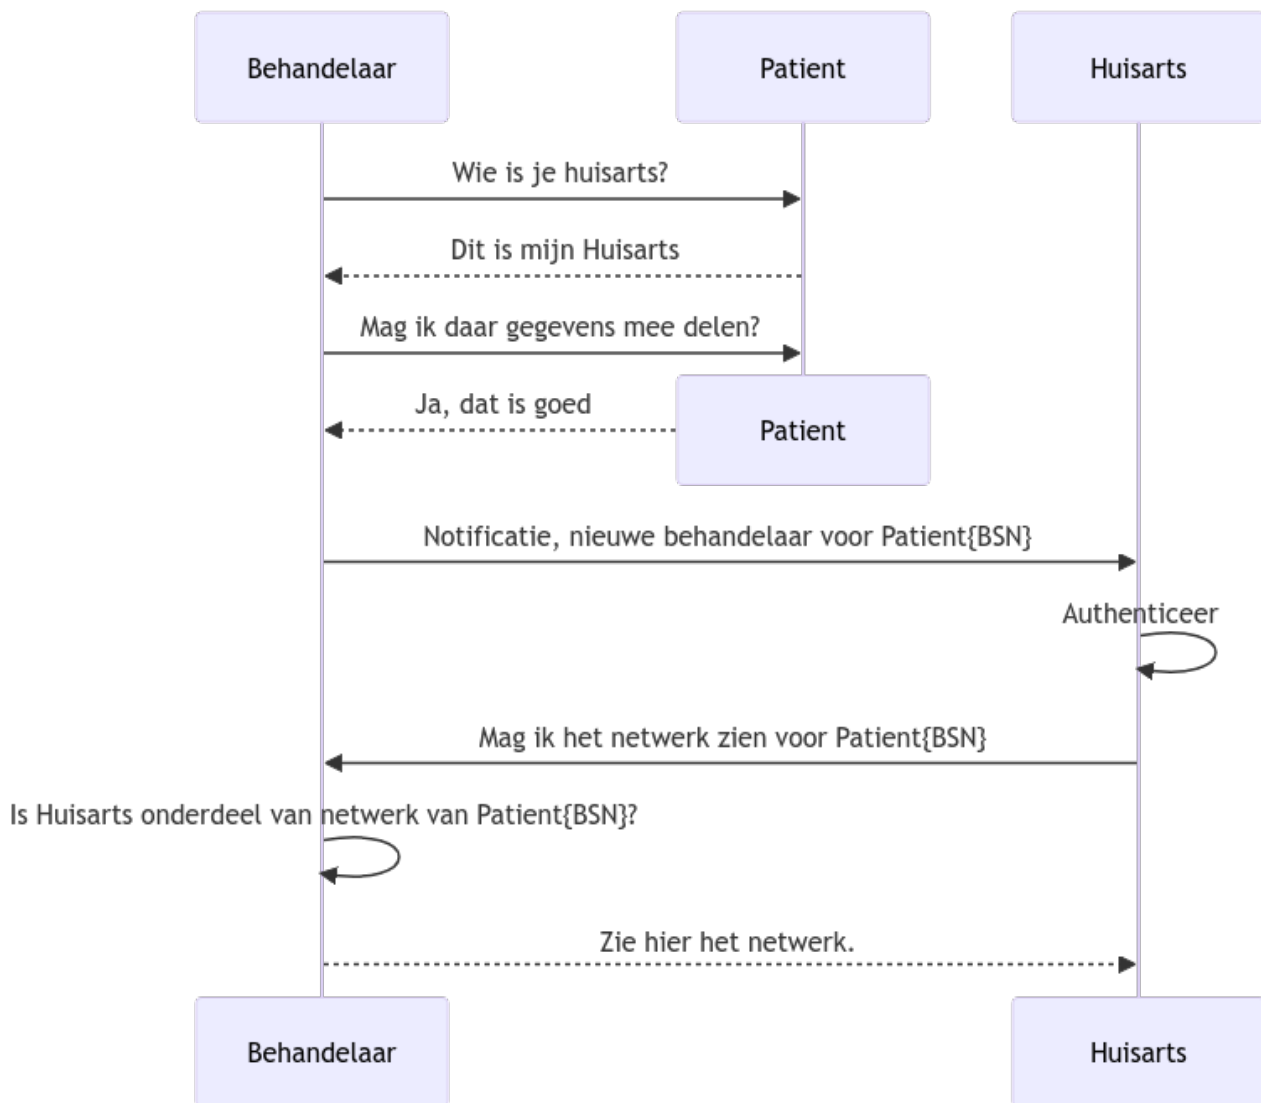 Behandelaar
Patient
Huisarts
Wie is je huisarts?
Dit is mijn Huisarts
Mag ik daar gegevens mee delen?
Ja, dat is goed
Patient
Notificatie, nieuwe behandelaar voor Patient{BSN}
Authenticeer
Mag ik het netwerk zien voor Patient{BSN}
Is Huisarts onderdeel van netwerk van Patient{BSN}?
Zie hier het netwerk.
Behandelaar
Huisarts